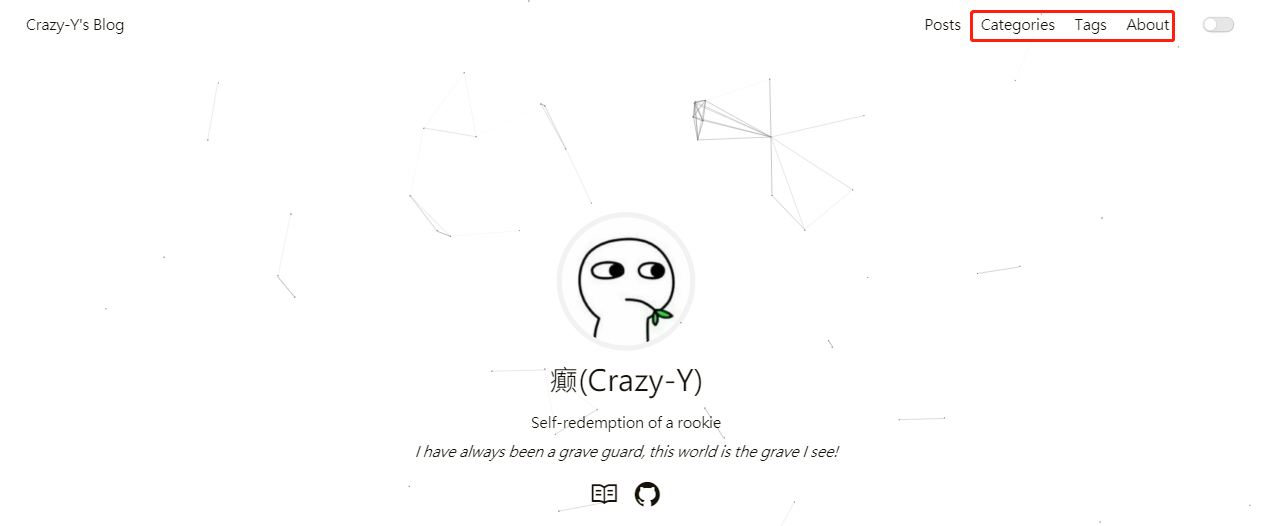 Crazy-Y's Blog
Posts Categories Tags About
癫(Crazy-Y)
Self-redemption of a rookie
I have always been a grave guard, this world is the grave I see!